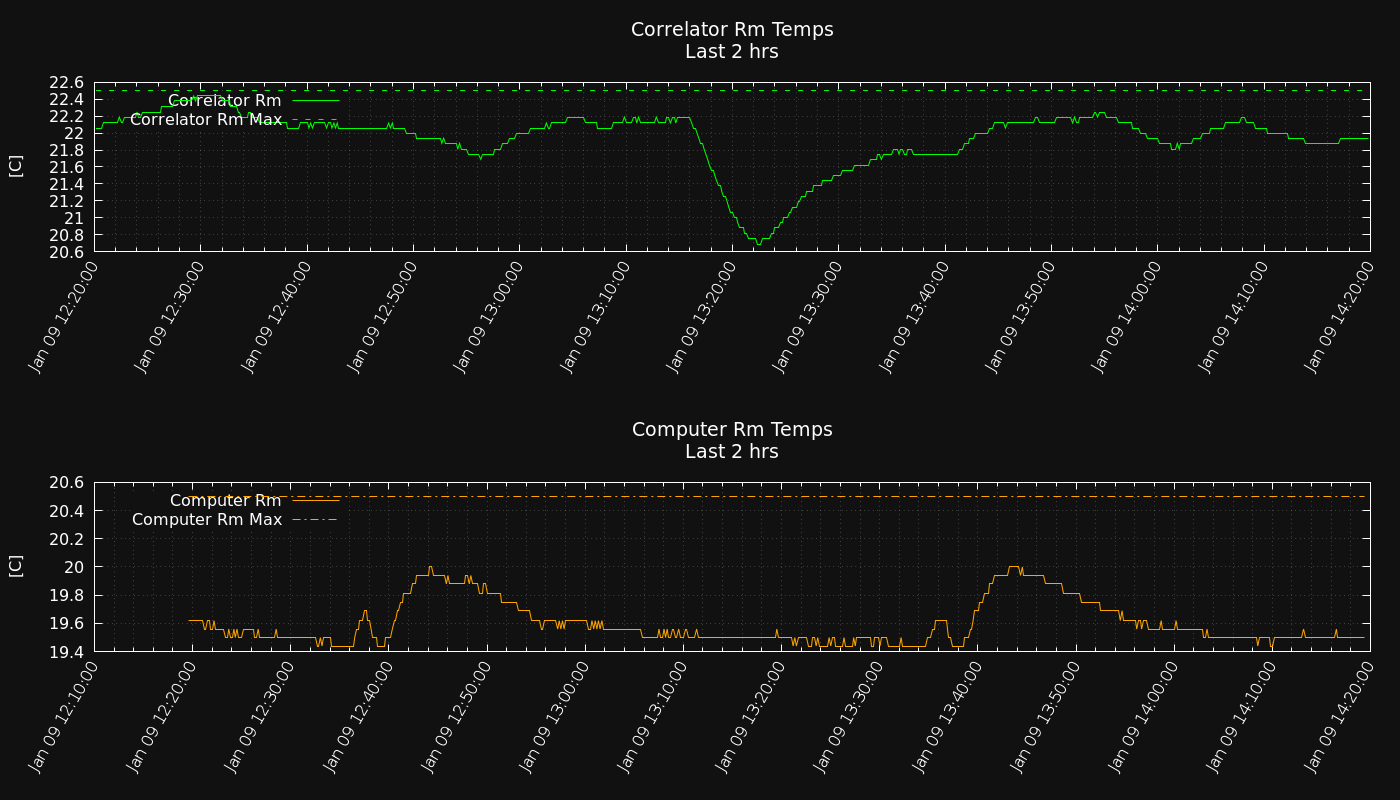 Correlator Rm Temps
Last 2 hrs
[C]
22.6
22.4
22.2
22
21.8
21.6
21.4
21.2
21
20.8
20.6
Correlator Rm
Correlator Rm Max
Jan 09 12:20:00
Jan 09 12:30:00
Jan 09 12:40:00
Jan 09 12:50:00
Jan 09 13:00:00
Jan 09 13:10:00
Jan 09 13:20:00
Jan 09 13:30:00
Jan 09 13:40:00
Jan 09 13:50:00
Jan 09 14:00:00
Jan 09 14:10:00
Jan 09 14:20:00
Computer Rm Temps
Last 2 hrs
[C]
20.6
20.4
20.2
20
19.8
19.6
19.4
Computer Rm
Computer Rm Max
Jan 09 12:10:00
Jan 09 12:20:00
Jan 09 12:30:00
Jan 09 12:40:00
Jan 09 12:50:00
Jan 09 13:00:00
Jan 09 13:10:00
Jan 09 13:20:00
Jan 09 13:30:00
Jan 09 13:40:00
Jan 09 13:50:00
Jan 09 14:00:00
Jan 09 14:10:00
Jan 09 14:20:00